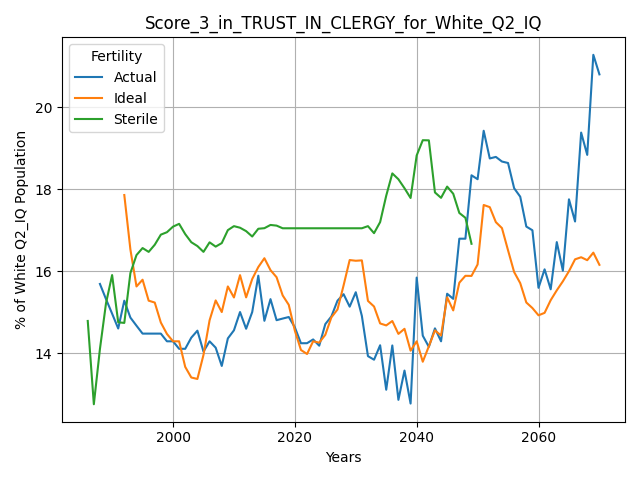 Score_3_in_TRUST_IN_CLERGY_for_White_Q2_IQ
Fertility
Actual
Ideal
Sterile
% of White Q2_IQ Population
20
18
16
14
2000
2020
2040
2060
Years